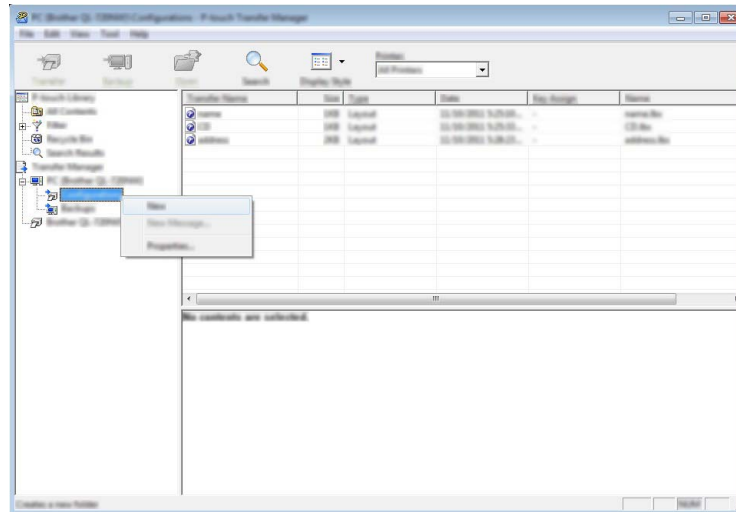 PC (Brother QL-720NW) Configurations - P-touch Transfer Manager
File Edit View Tool Help
Transfer Backup Open Search Display Style
Printer:
All Printers
P-touch Library
All Contents
Filter
Recycle Bin
Search Results
Transfer Manager
PC (Brother QL-720NW)
Configurations
Backups
Brother QL-720NW
Transfer Name Size Type Date Key Assign Name
name 1KB Layout - name.lbx
CD 1KB Layout - CD.lbx
address 2KB Layout - address.lbx
New
New Message...
Properties...
No contents are selected.
Creates a new folder
NUM